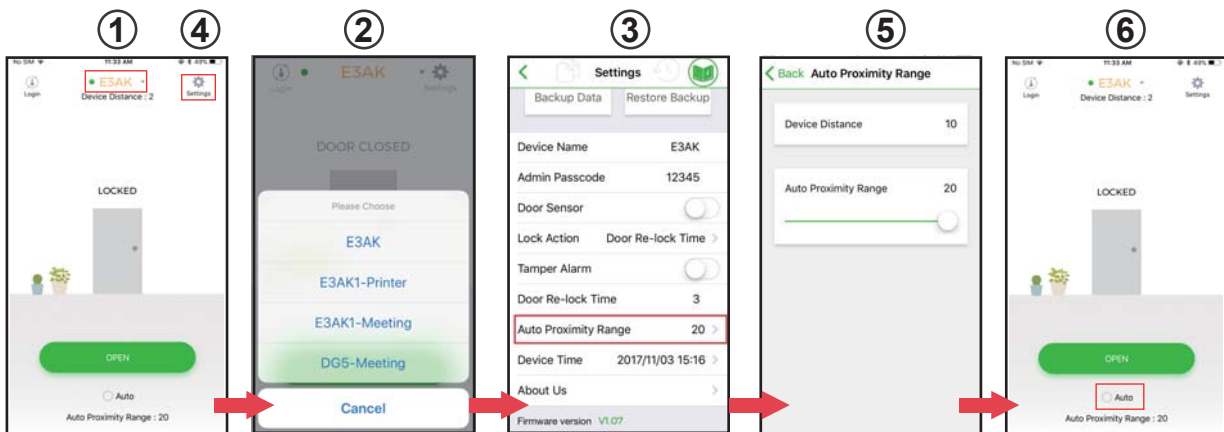 ① ④ ② ③ ⑤ ⑥
No SIM 11:33 AM 49%
E3AK
Login
Device Distance : 2
Settings
LOCKED
OPEN
Auto
Auto Proximity Range : 20
E3AK
Login
Settings
DOOR CLOSED
Please Choose
E3AK
E3AK1-Printer
E3AK1-Meeting
DG5-Meeting
Cancel
Settings
Backup Data Restore Backup
Device Name E3AK
Admin Passcode 12345
Door Sensor
Lock Action Door Re-lock Time >
Tamper Alarm
Door Re-lock Time 3
Auto Proximity Range 20 >
Device Time 2017/11/03 15:16 >
About Us >
Firmware version V1.07
< Back Auto Proximity Range
Device Distance 10
Auto Proximity Range 20
No SIM 11:33 AM 49%
E3AK
Login
Device Distance : 2
Settings
LOCKED
OPEN
Auto
Auto Proximity Range : 20